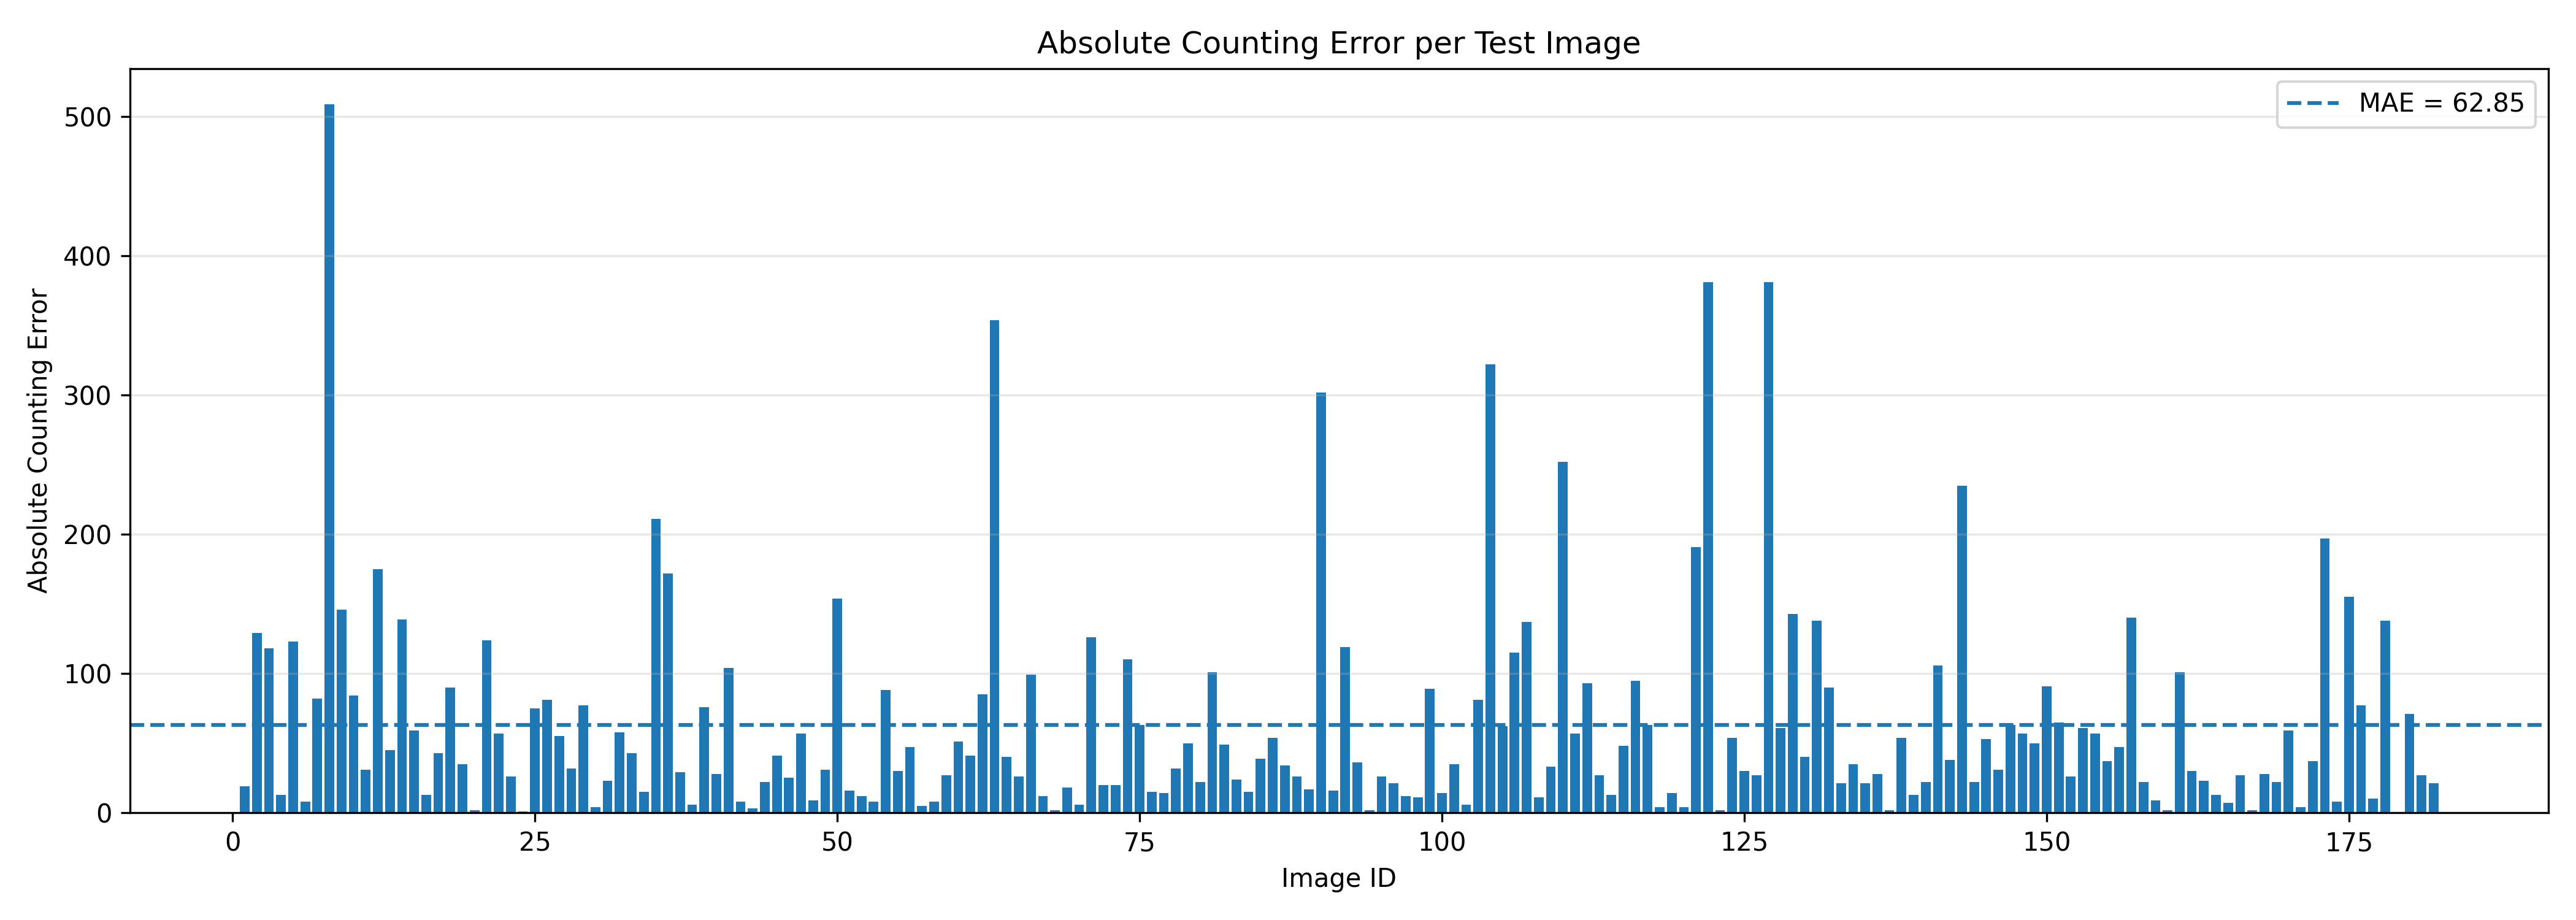 Absolute Counting Error per Test Image
MAE = 62.85
500
400
300
200
100
0
Absolute Counting Error
0 25 50 75 100 125 150 175
Image ID